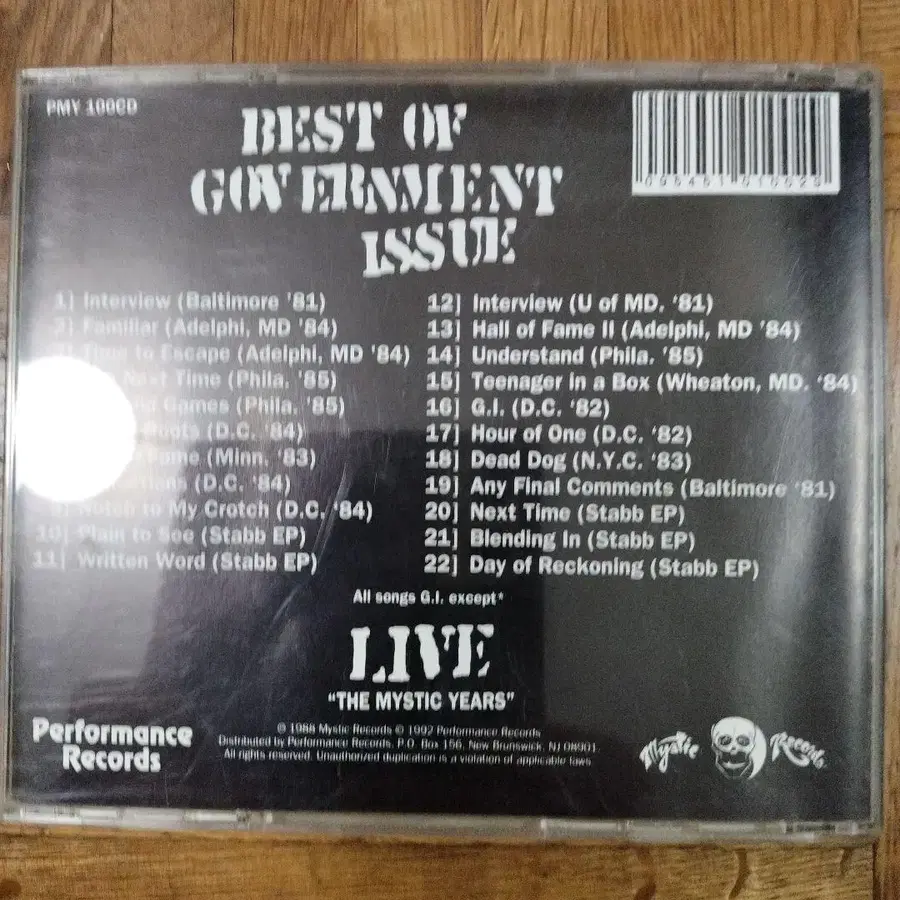 PMY 100CD
BEST OF
GOVERNMENT
ISSUE
1] Interview (Baltimore '81)
Familiar (Adelphi, MD '84)
Time to Escape (Adelphi, MD '84)
Next Time (Phila. '85)
Games (Phila. '85)
(D.C. '84)
(Minn. '83)
(D.C. '84)
Notch to My Crotch (D.C. '84)
10] Plain to See (Stabb EP)
11] Written Word (Stabb EP)
12] Interview (U of MD. '81)
13] Hall of Fame II (Adelphi, MD '84)
14] Understand (Phila. '85)
15] Teenager in a Box (Wheaton, MD. '84)
16] G.I. (D.C. '82)
17] Hour of One (D.C. '82)
18] Dead Dog (N.Y.C. '83)
19] Any Final Comments (Baltimore '81)
20] Next Time (Stabb EP)
21] Blending In (Stabb EP)
22] Day of Reckoning (Stabb EP)
All songs G.I. except*
LIVE
"THE MYSTIC YEARS"
Performance
Records
℗ 1988 Mystic Records © 1992 Performance Records
Distributed by Performance Records, P.O. Box 156, New Brunswick, NJ 08901.
All rights reserved. Unauthorized duplication is a violation of applicable laws.
Mystic Records